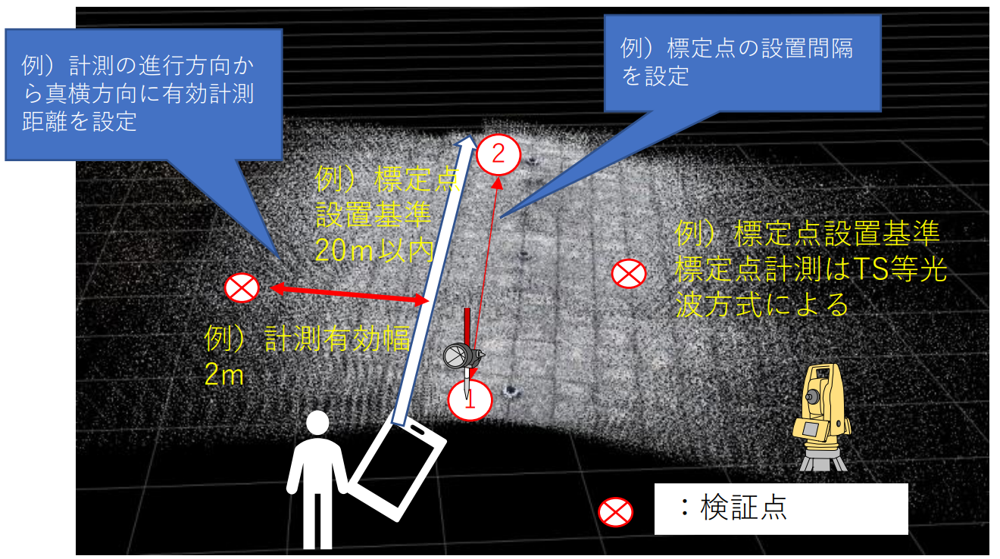 例）計測の進行方向か
ら真横方向に有効計測
距離を設定
例）標定点の設置間隔
を設定
2
例）標定点
設置基準
20ｍ以内
例）標定点設置基準
標定点計測はTS等光
波方式による
例）計測有効幅
2m
1
：検証点